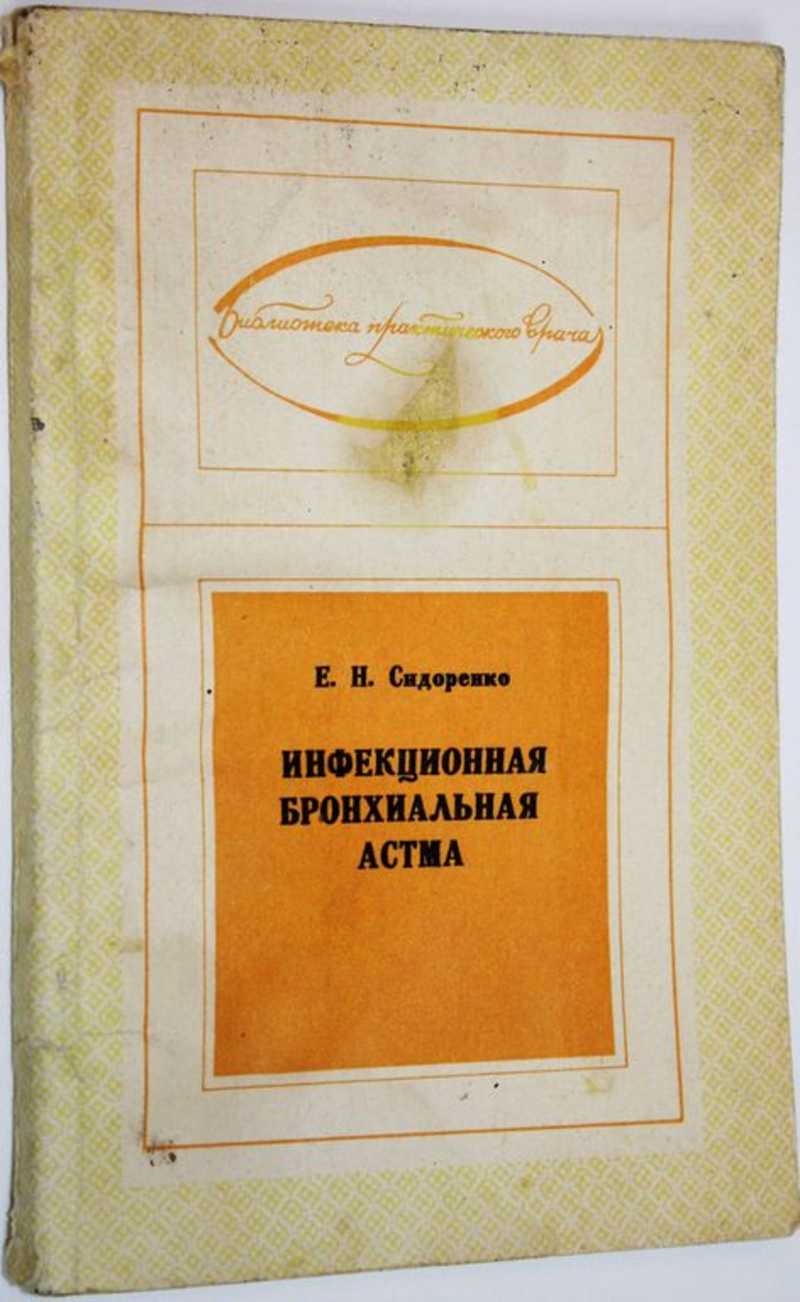 Библиотека практического врача
Е. Н. Сидоренко
ИНФЕКЦИОННАЯ
БРОНХИАЛЬНАЯ
АСТМА